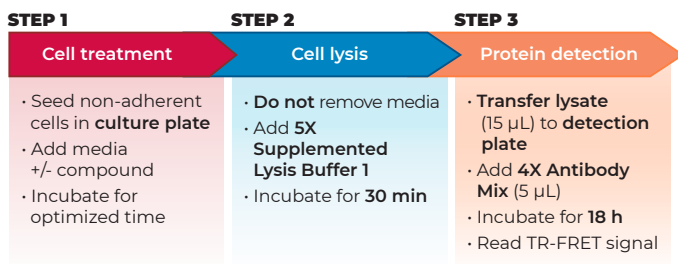 STEP 1
Cell treatment
· Seed non-adherent
cells in culture plate
· Add media
+/- compound
· Incubate for
optimized time
STEP 2
Cell lysis
· Do not remove media
· Add 5X
Supplemented
Lysis Buffer 1
· Incubate for 30 min
STEP 3
Protein detection
· Transfer lysate
(15 µL) to detection
plate
· Add 4X Antibody
Mix (5 µL)
· Incubate for 18 h
· Read TR-FRET signal